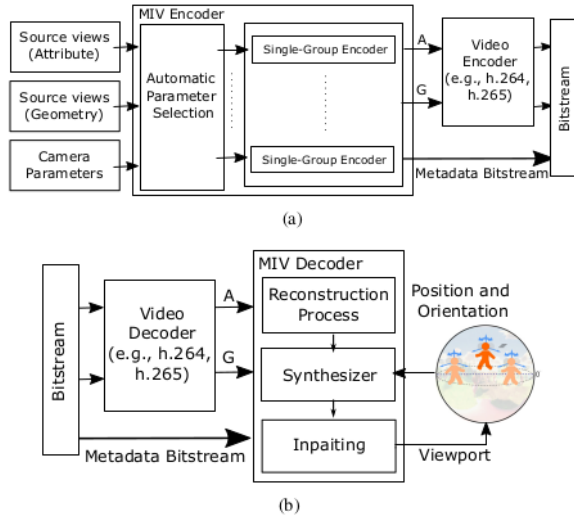 MIV Encoder
Source views
(Attribute)
Source views
(Geometry)
Camera
Parameters
Automatic
Parameter
Selection
Single-Group Encoder
Single-Group Encoder
A
G
Video
Encoder
(e.g., h.264,
h.265)
Metadata Bitstream
Bitstream
(a)
Bitstream
Video
Decoder
(e.g., h.264,
h.265)
A
G
Metadata Bitstream
MIV Decoder
Reconstruction
Process
Synthesizer
Inpaiting
Position and
Orientation
Viewport
(b)